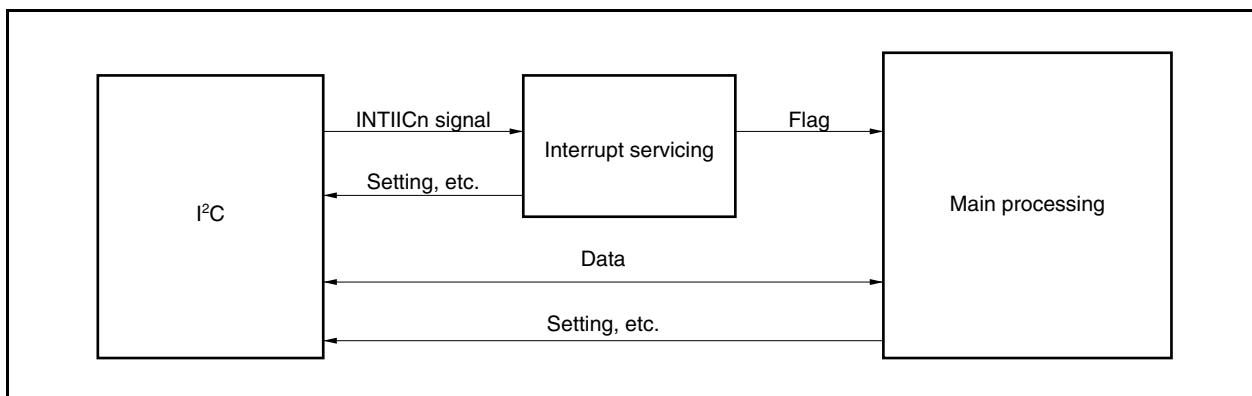 INTIICn signal
Flag
Interrupt servicing
Setting, etc.
I²C
Main processing
Data
Setting, etc.